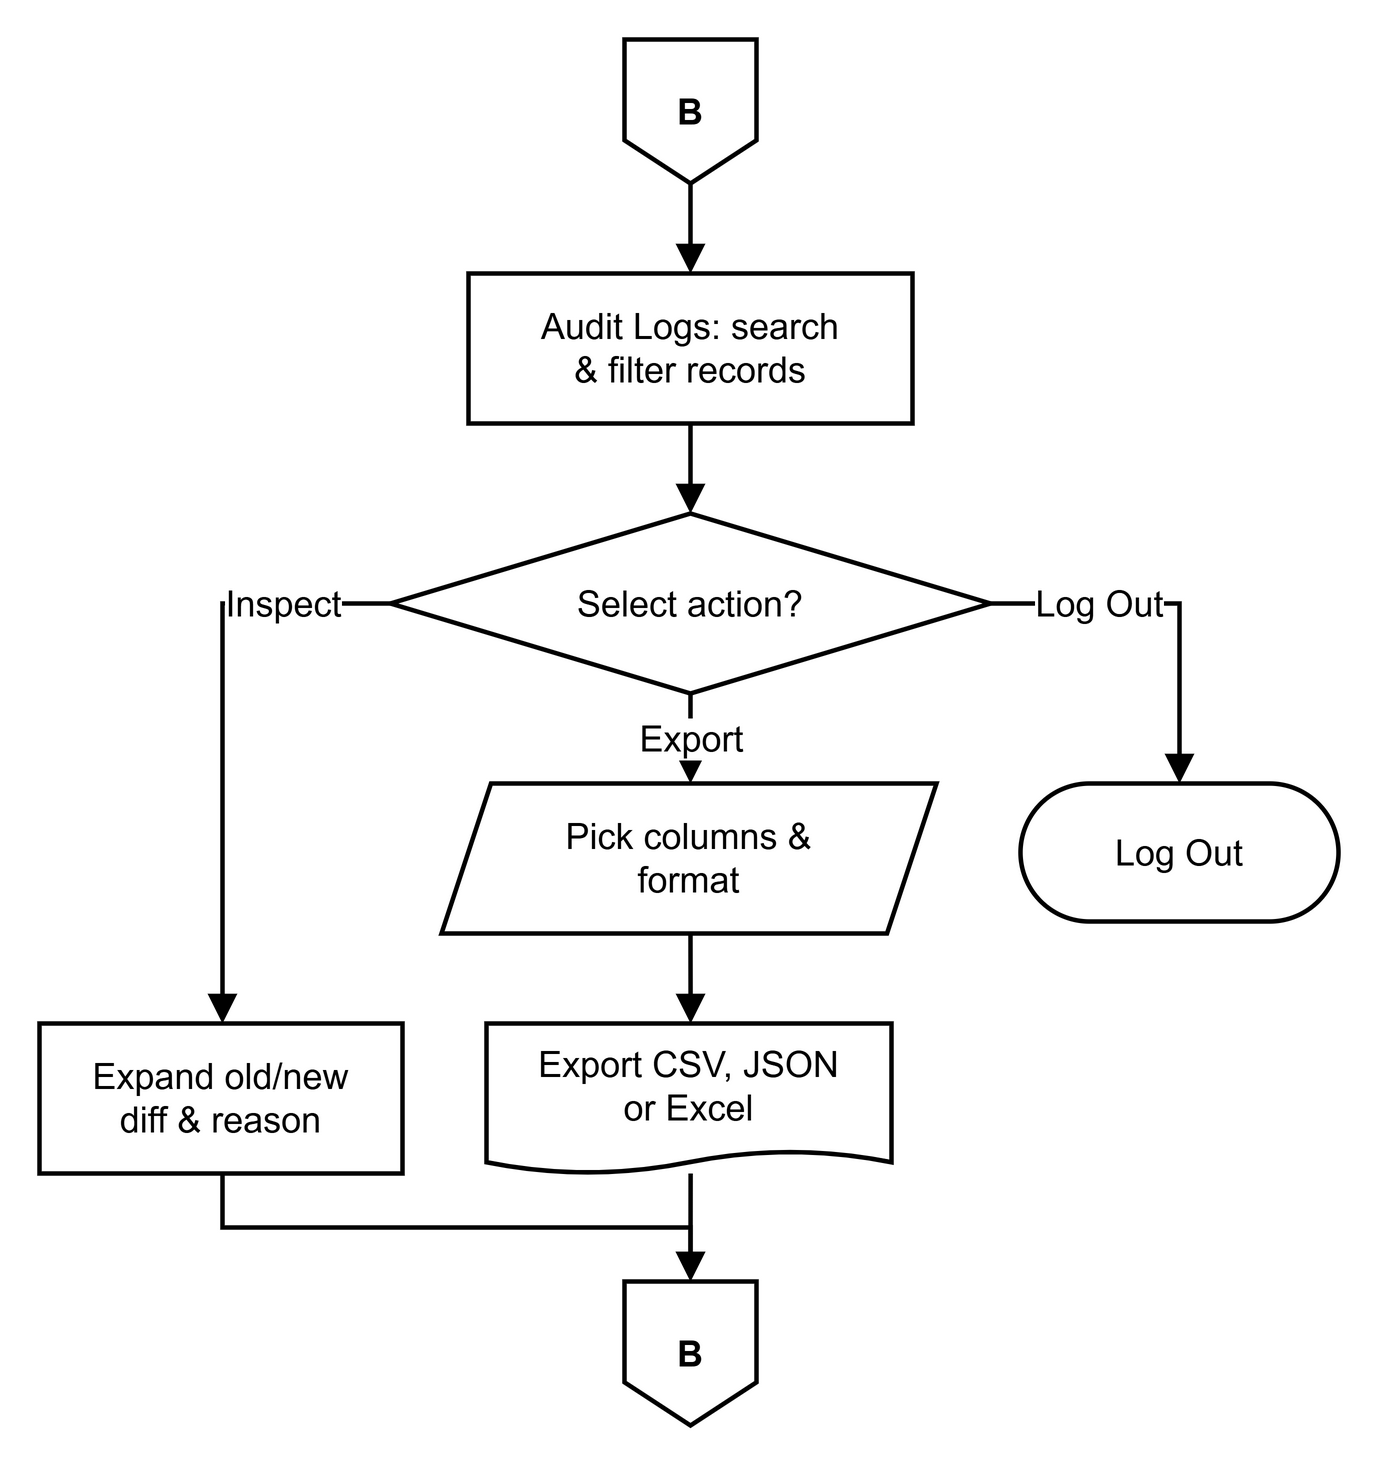 B
Audit Logs: search
& filter records
Select action?
Inspect
Log Out
Export
Pick columns &
format
Log Out
Expand old/new
diff & reason
Export CSV, JSON
or Excel
B